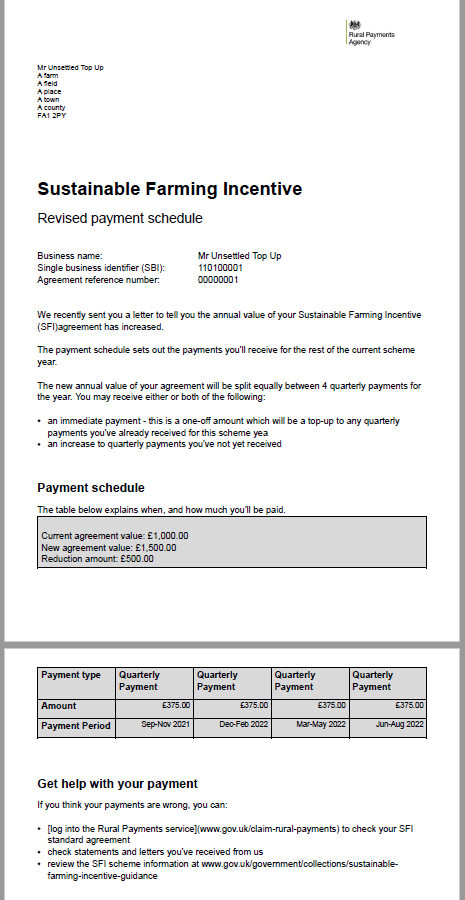 Rural Payments
Agency
Mr Unsettled Top Up
A farm
A field
A place
A town
A county
FA1 2PY
Sustainable Farming Incentive
Revised payment schedule
Business name: Mr Unsettled Top Up
Single business identifier (SBI): 110100001
Agreement reference number: 00000001
We recently sent you a letter to tell you the annual value of your Sustainable Farming Incentive
(SFI)agreement has increased.
The payment schedule sets out the payments you'll receive for the rest of the current scheme
year.
The new annual value of your agreement will be split equally between 4 quarterly payments for
the year. You may receive either or both of the following:
• an immediate payment - this is a one-off amount which will be a top-up to any quarterly
payments you've already received for this scheme yea
• an increase to quarterly payments you've not yet received
Payment schedule
The table below explains when, and how much you'll be paid.
Current agreement value: £1,000.00
New agreement value: £1,500.00
Reduction amount: £500.00
Payment type Quarterly Quarterly Quarterly Quarterly
Payment Payment Payment Payment
Amount £375.00 £375.00 £375.00 £375.00
Payment Period Sep-Nov 2021 Dec-Feb 2022 Mar-May 2022 Jun-Aug 2022
Get help with your payment
If you think your payments are wrong, you can:
• [log into the Rural Payments service](www.gov.uk/claim-rural-payments) to check your SFI
standard agreement
• check statements and letters you've received from us
• review the SFI scheme information at www.gov.uk/government/collections/sustainable-
farming-incentive-guidance